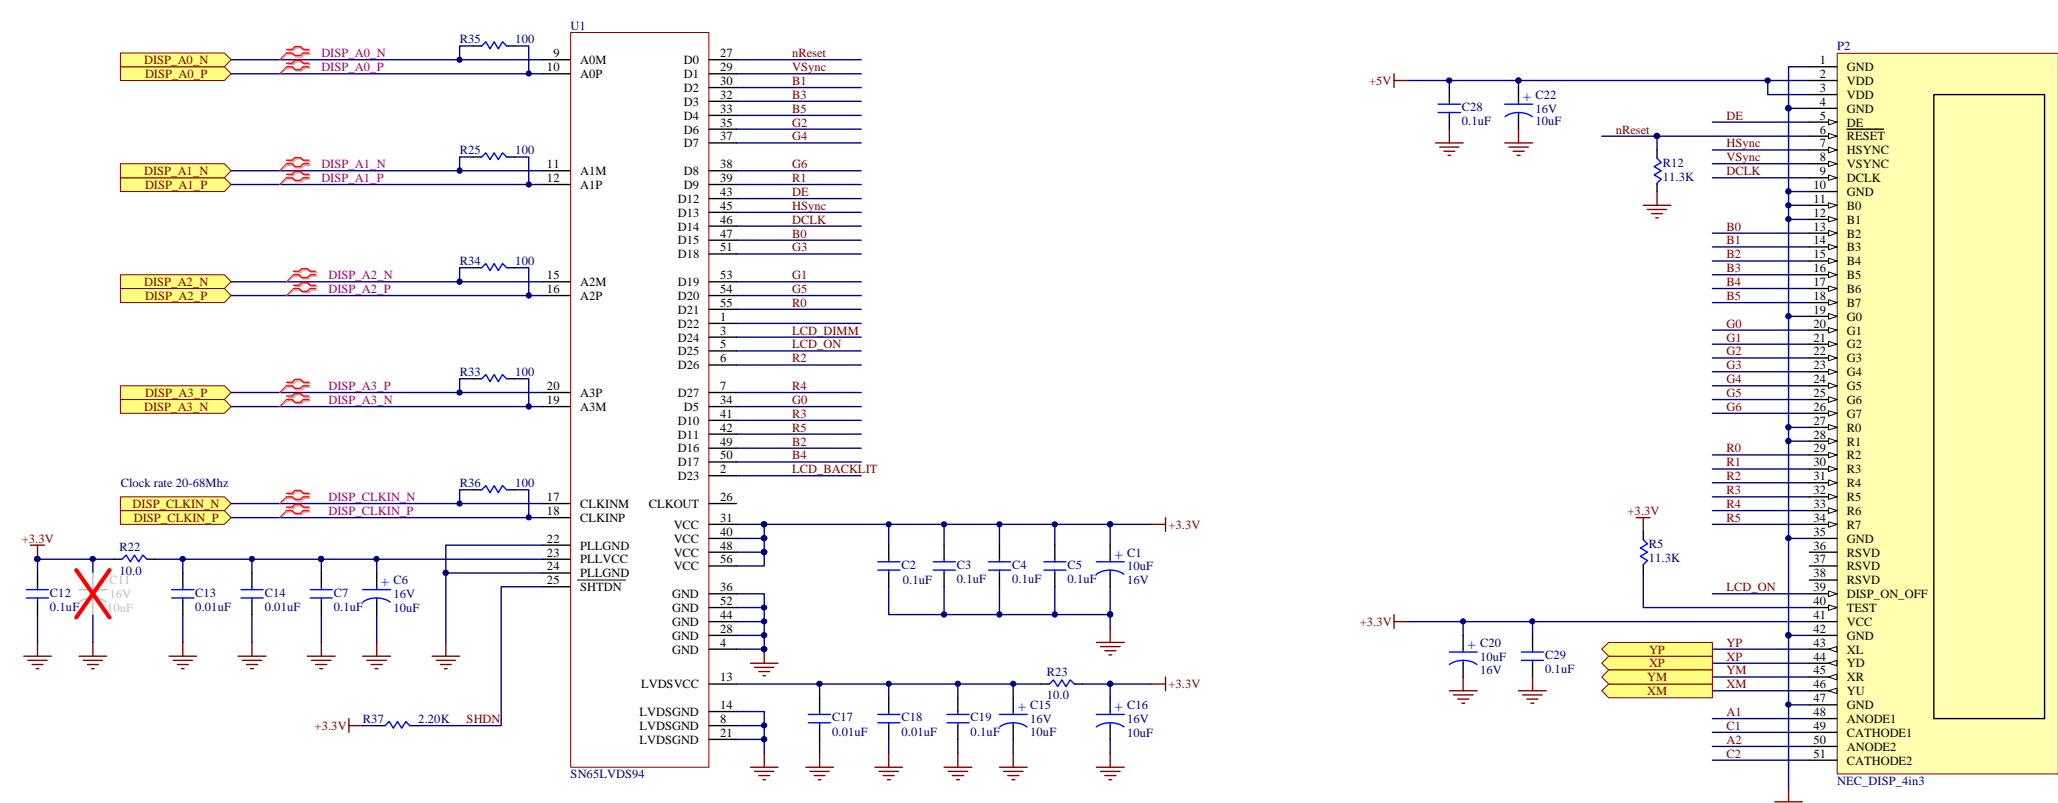 U1
DISP_A0_N
DISP_A0_P
DISP_A0_N
DISP_A0_P
R35 100
9 A0M
10 A0P
DISP_A1_N
DISP_A1_P
DISP_A1_N
DISP_A1_P
R25 100
11 A1M
12 A1P
DISP_A2_N
DISP_A2_P
DISP_A2_N
DISP_A2_P
R34 100
15 A2M
16 A2P
DISP_A3_P
DISP_A3_N
DISP_A3_P
DISP_A3_N
R33 100
20 A3P
19 A3M
Clock rate 20-68Mhz
DISP_CLKIN_N
DISP_CLKIN_P
DISP_CLKIN_N
DISP_CLKIN_P
R36 100
17 CLKINM
18 CLKINP
22 PLLGND
23 PLLVCC
24 PLLGND
25 SHTDN
+3.3V
R22
10.0
C12
0.1uF
C11
16V
10uF
C13
0.01uF
C14
0.01uF
C7
0.1uF
C6
16V
10uF
+3.3V
R37 2.20K SHDN
D0 27 nReset
D1 29 VSync
D2 30 B1
D3 32 B3
D4 33 B5
D6 35 G2
D7 37 G4
D8 38 G6
D9 39 R1
D12 43 DE
D13 45 HSync
D14 46 DCLK
D15 47 B0
D18 51 G3
D19 53 G1
D20 54 G5
D21 55 R0
D22 1
D24 3 LCD_DIMM
D25 5 LCD_ON
D26 6 R2
D27 7 R4
D5 34 G0
D10 41 R3
D11 42 R5
D16 49 B2
D17 50 B4
D23 2 LCD_BACKLIT
CLKOUT 26
VCC 31
VCC 40
VCC 48
VCC 56
GND 36
GND 52
GND 44
GND 28
GND 4
LVDSVCC 13
LVDSGND 14
LVDSGND 8
LVDSGND 21
SN65LVDS94
+3.3V
C2
0.1uF
C3
0.1uF
C4
0.1uF
C5
0.1uF
C1
10uF
16V
R23
10.0
+3.3V
C17
0.01uF
C18
0.01uF
C19
0.1uF
C15
16V
10uF
C16
16V
10uF
P2
+5V
C28
0.1uF
C22
16V
10uF
nReset
R12
11.3K
1 GND
2 VDD
3 VDD
4 GND
DE 5 DE
6 RESET
HSync 7 HSYNC
VSync 8 VSYNC
DCLK 9 DCLK
10 GND
11 B0
12 B1
B0 13 B2
B1 14 B3
B2 15 B4
B3 16 B5
B4 17 B6
B5 18 B7
19 G0
G0 20 G1
G1 21 G2
G2 22 G3
G3 23 G4
G4 24 G5
G5 25 G6
G6 26 G7
27 R0
28 R1
R0 29 R2
R1 30 R3
R2 31 R4
R3 32 R5
R4 33 R6
R5 34 R7
35 GND
36 RSVD
37 RSVD
38 RSVD
LCD_ON 39 DISP_ON_OFF
40 TEST
41 VCC
42 GND
YP YP 43 XL
XP XP 44 YD
YM YM 45 XR
XM XM 46 YU
47 GND
A1 48 ANODE1
C1 49 CATHODE1
A2 50 ANODE2
C2 51 CATHODE2
+3.3V
R5
11.3K
+3.3V
C20
10uF
16V
C29
0.1uF
NEC_DISP_4in3